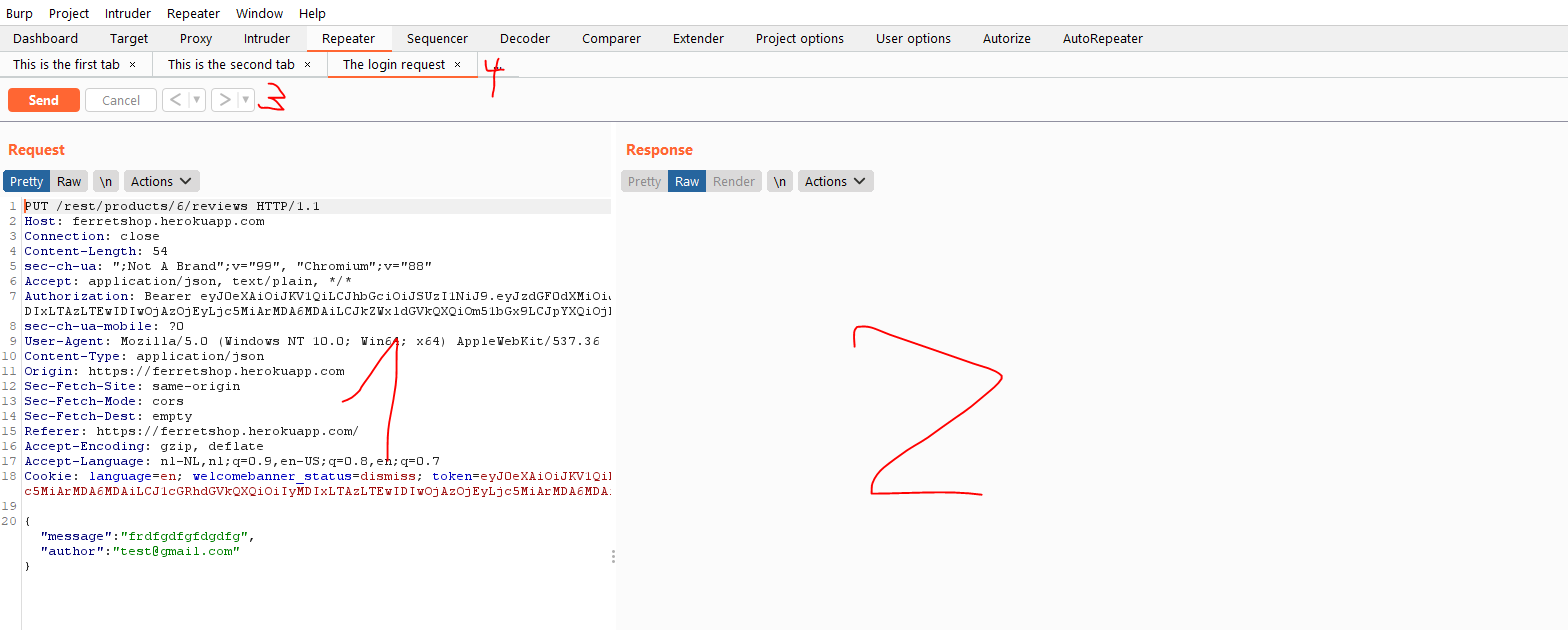 Burp Project Intruder Repeater Window Help
Dashboard Target Proxy Intruder Repeater Sequencer Decoder Comparer Extender Project options User options Autorize AutoRepeater
This is the first tab × This is the second tab × The login request × ... 4
Send Cancel < > 3
Request
Response
Pretty Raw \n Actions
Pretty Raw Render \n Actions
1 PUT /rest/products/6/reviews HTTP/1.1
2 Host: ferretshop.herokuapp.com
3 Connection: close
4 Content-Length: 54
5 sec-ch-ua: ";Not A Brand";v="99", "Chromium";v="88"
6 Accept: application/json, text/plain, */*
7 Authorization: Bearer
8 sec-ch-ua-mobile: ?0
9 User-Agent: Mozilla/5.0 (Windows NT 10.0; Win64; x64) AppleWebKit/537.36
10 Content-Type: application/json
11 Origin: https://ferretshop.herokuapp.com
12 Sec-Fetch-Site: same-origin
13 Sec-Fetch-Mode: cors
14 Sec-Fetch-Dest: empty
15 Referer: https://ferretshop.herokuapp.com/
16 Accept-Encoding: gzip, deflate
17 Accept-Language: nl-NL,nl;q=0.9,en-US;q=0.8,en;q=0.7
18 Cookie: language=en; welcomebanner_status=dismiss;
19
20 {
"message":"frdfgdfgfdgdfg",
"author":"test@gmail.com"
}
1
2